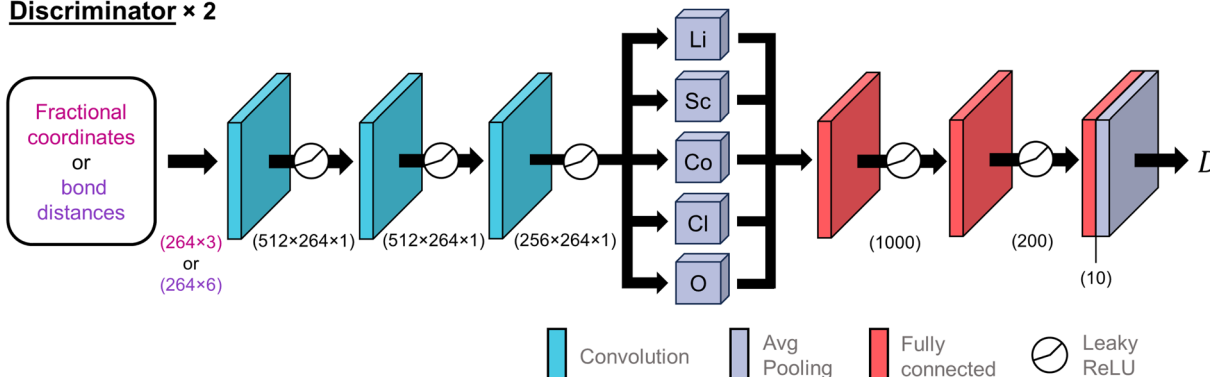 Discriminator × 2
Fractional
coordinates
or
bond
distances
(264×3)
or
(264×6)
(512×264×1)
(512×264×1)
(256×264×1)
Li
Sc
Co
Cl
O
(1000)
(200)
(10)
Convolution
Avg
Pooling
Fully
connected
Leaky
ReLU